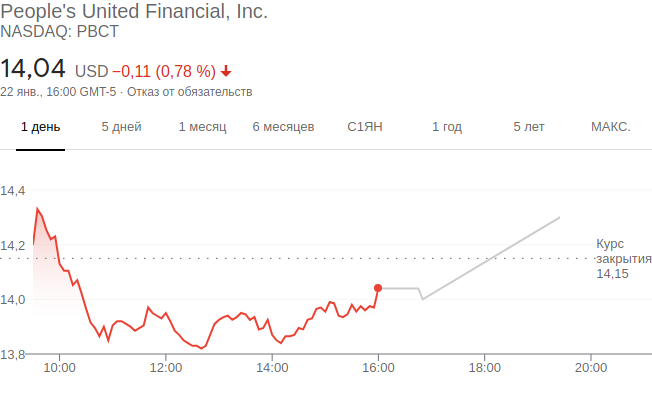 People's United Financial, Inc.
NASDAQ: PBCT
14,04 USD −0,11 (0,78 %)
22 янв., 16:00 GMT-5 · Отказ от обязательств
1 день 5 дней 1 месяц 6 месяцев С1ЯН 1 год 5 лет МАКС.
14,4
14,2
Курс
закрытия
14,15
14,0
13,8
10:00 12:00 14:00 16:00 18:00 20:00